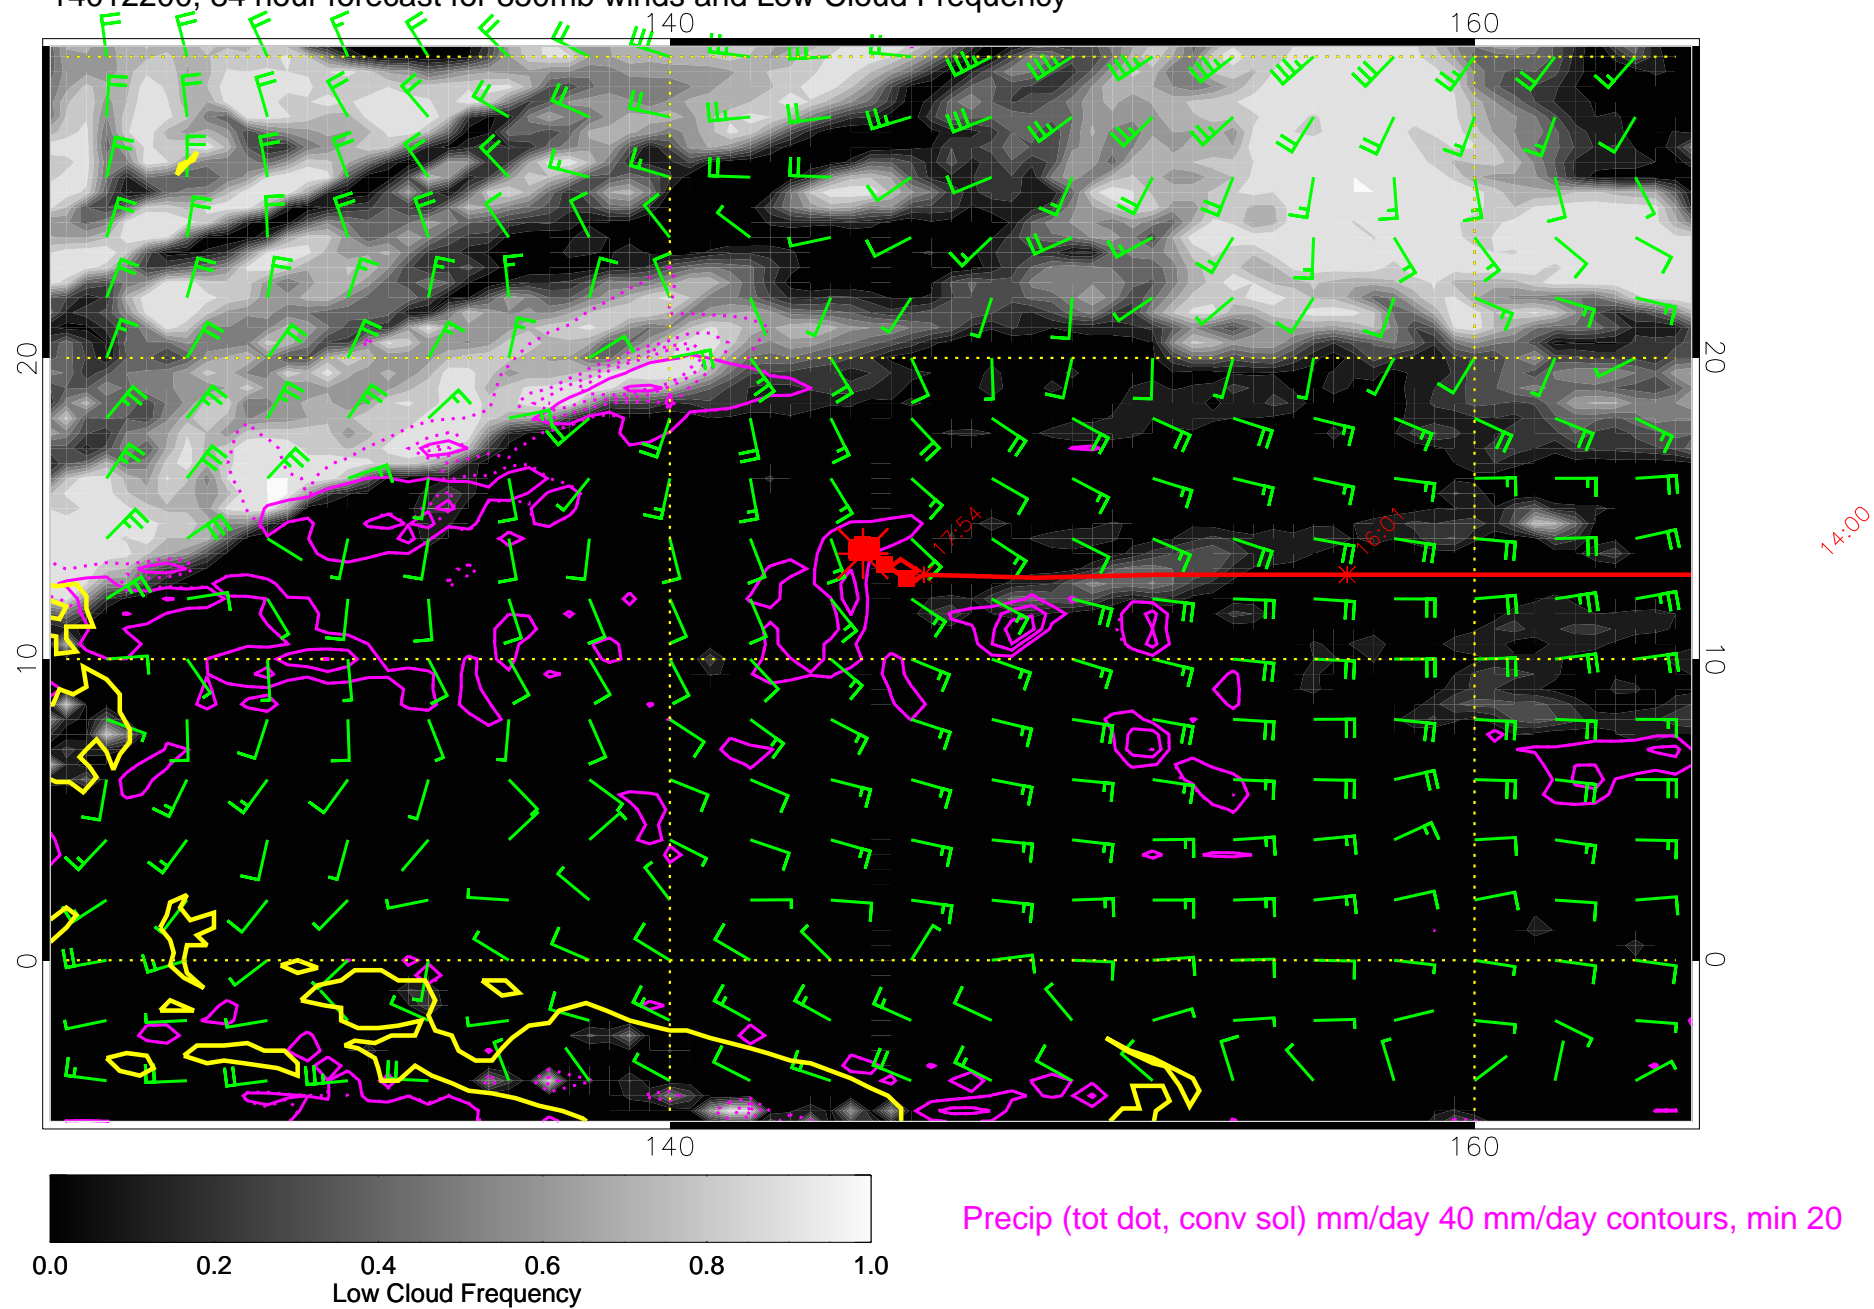 140 160
20 20
17:54 16:01 14:00
10 10
0 0
140 160
Precip (tot dot, conv sol) mm/day 40 mm/day contours, min 20
0.0 0.2 0.4 0.6 0.8 1.0
Low Cloud Frequency